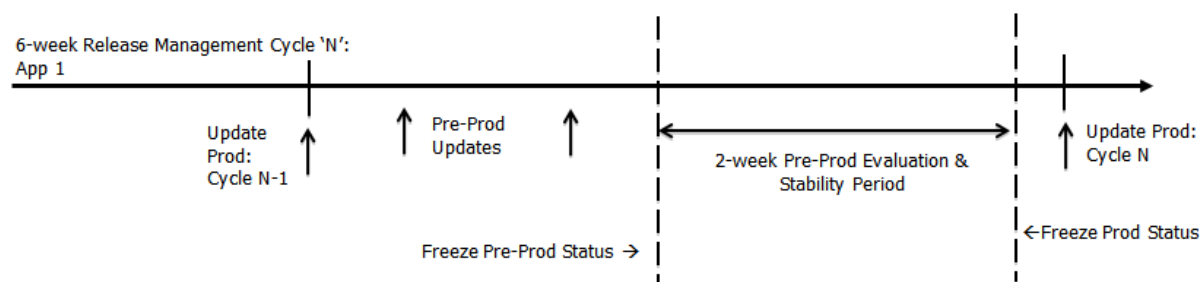 6-week Release Management Cycle ‘N’:
App 1
Update
Prod:
Cycle N-1
Pre-Prod
Updates
2-week Pre-Prod Evaluation &
Stability Period
Update Prod:
Cycle N
Freeze Pre-Prod Status →
←Freeze Prod Status